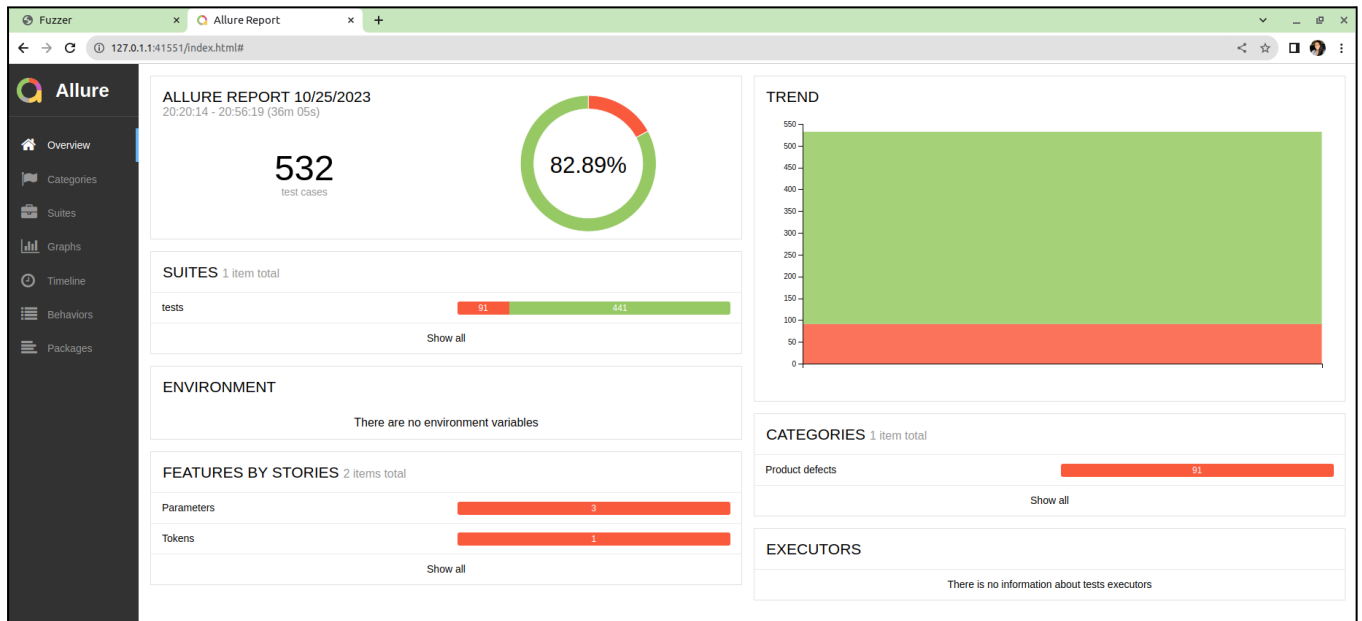 Fuzzer
Allure Report
127.0.1.1:41551/index.html#
Allure
Overview
Categories
Suites
Graphs
Timeline
Behaviors
Packages
ALLURE REPORT 10/25/2023
20:20:14 - 20:56:19 (36m 05s)
532
test cases
82.89%
SUITES 1 item total
tests 91 441
Show all
ENVIRONMENT
There are no environment variables
FEATURES BY STORIES 2 items total
Parameters 3
Tokens 1
Show all
TREND
550
500
450
400
350
300
250
200
150
100
50
0
CATEGORIES 1 item total
Product defects 91
Show all
EXECUTORS
There is no information about tests executors